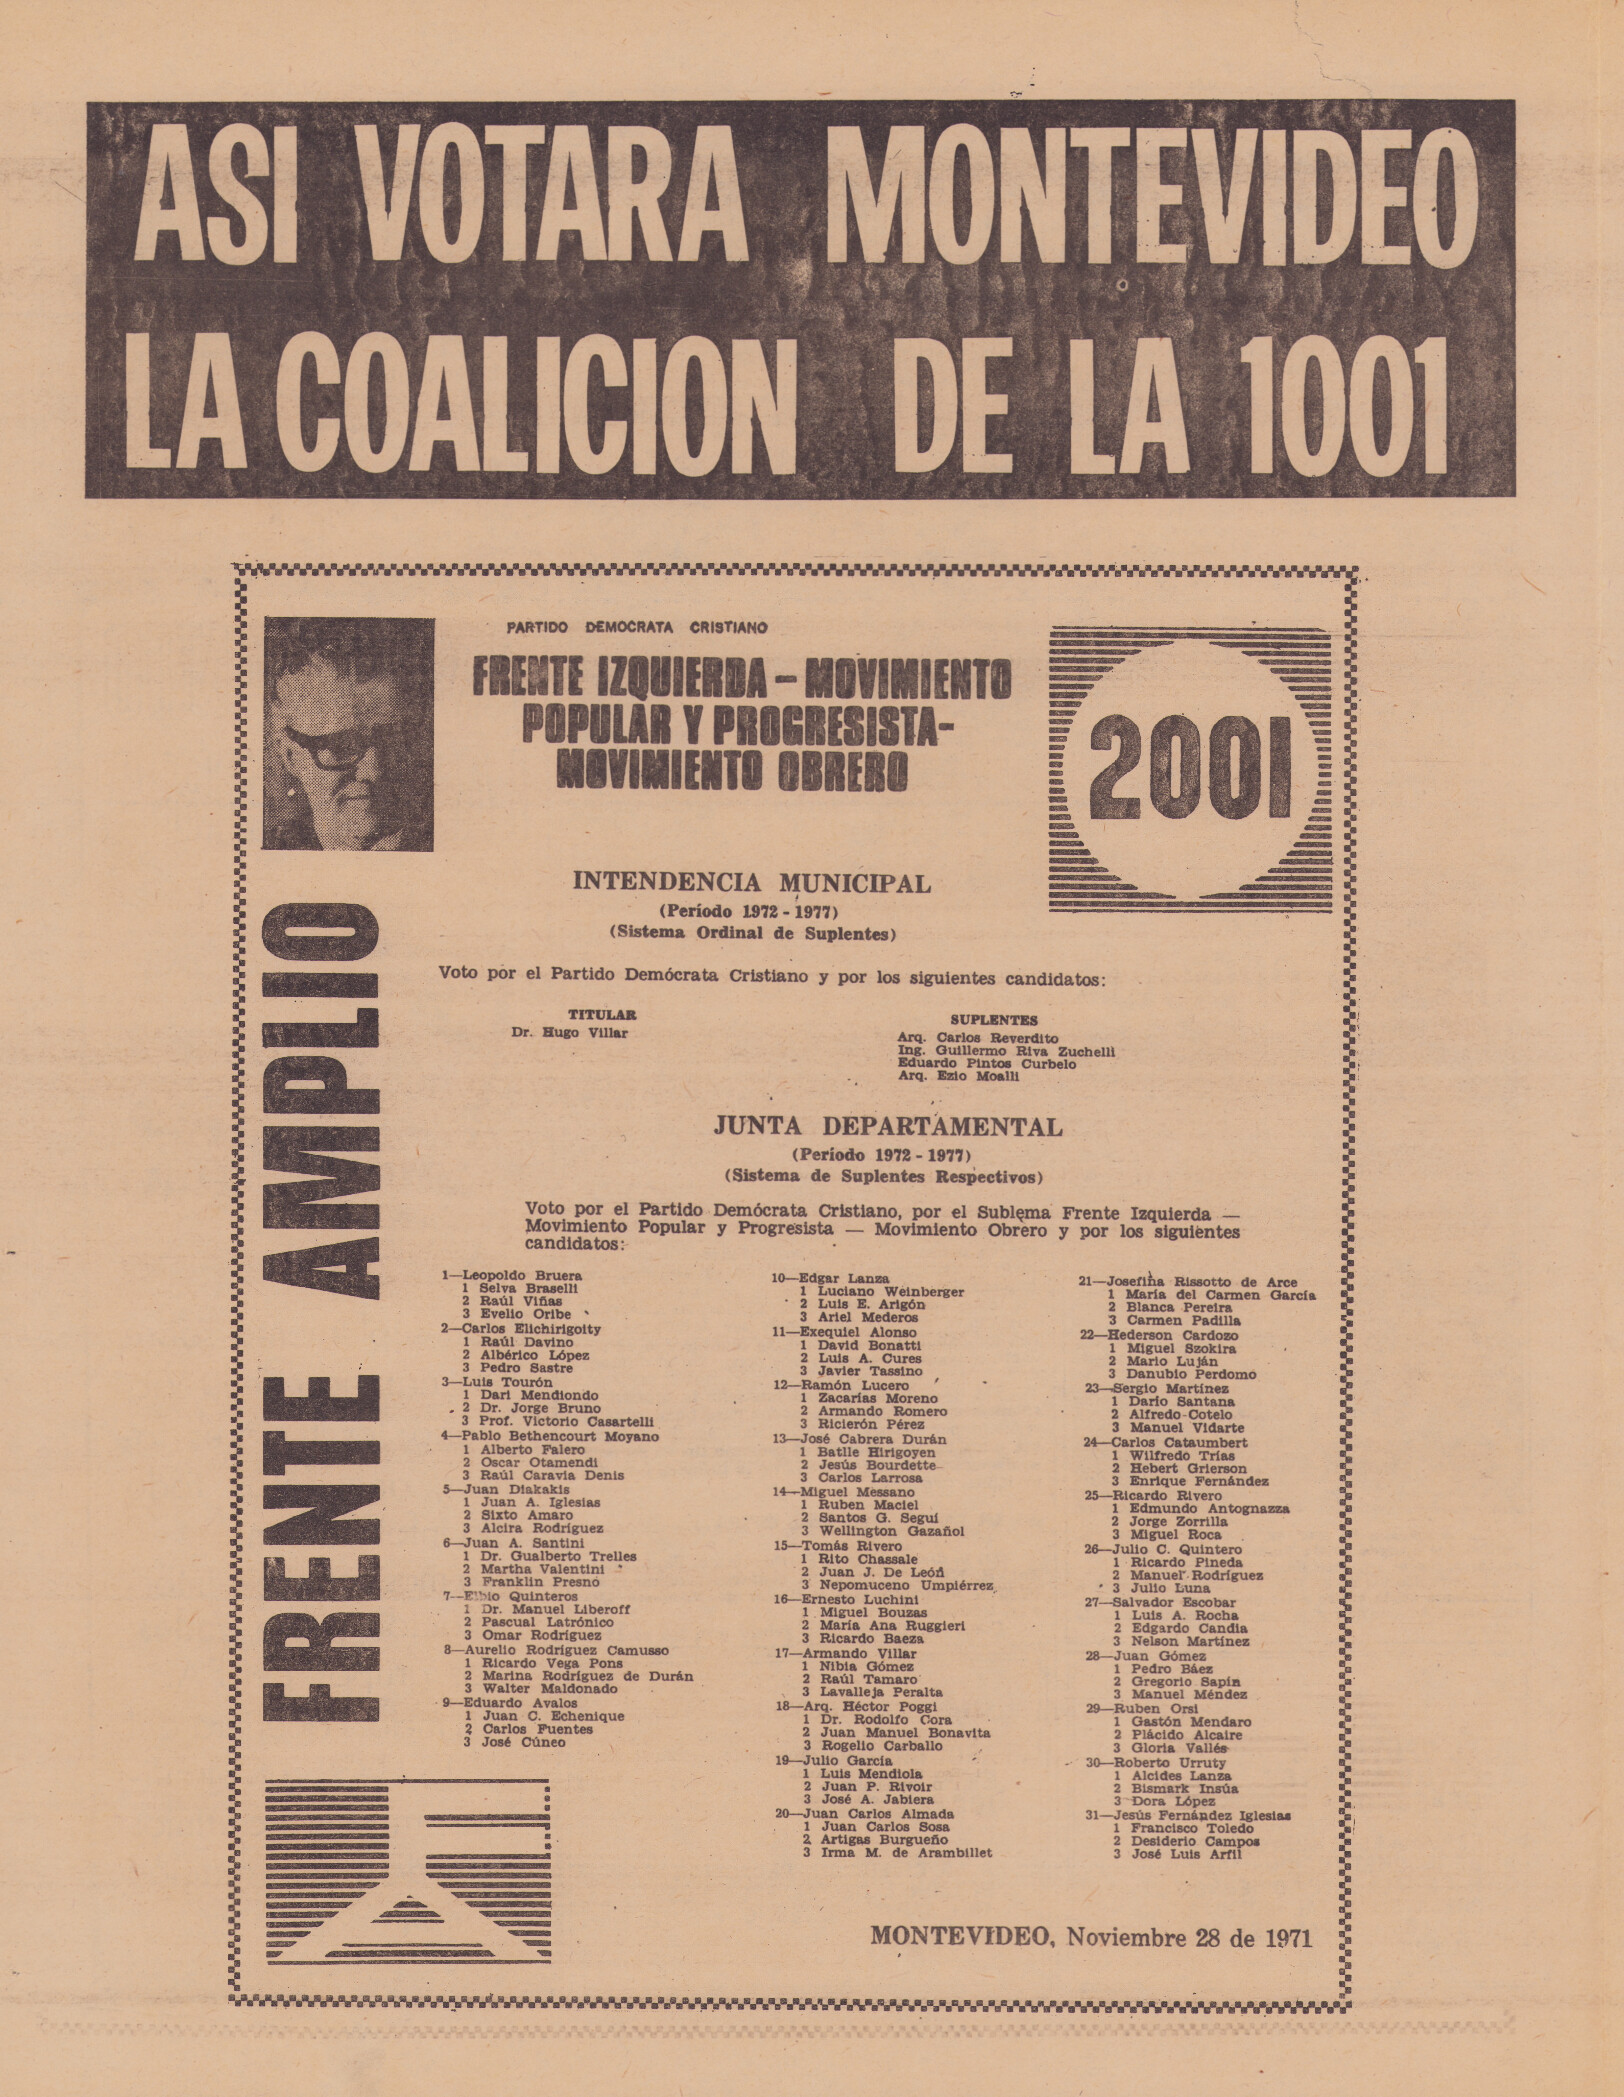 ASI VOTARA MONTEVIDEO
LA COALICION DE LA 1001
PARTIDO DEMOCRATA CRISTIANO
FRENTE IZQUIERDA – MOVIMIENTO
POPULAR Y PROGRESISTA–
MOVIMIENTO OBRERO
2001
FRENTE AMPLIO
INTENDENCIA MUNICIPAL
(Período 1972 - 1977)
(Sistema Ordinal de Suplentes)
Voto por el Partido Demócrata Cristiano y por los siguientes candidatos:
TITULAR
Dr. Hugo Villar
SUPLENTES
Arq. Carlos Reverdito
Ing. Guillermo Riva Zuchelli
Eduardo Pintos Curbelo
Arq. Ezio Moalli
JUNTA DEPARTAMENTAL
(Período 1972 - 1977)
(Sistema de Suplentes Respectivos)
Voto por el Partido Demócrata Cristiano, por el Sublema Frente Izquierda —
Movimiento Popular y Progresista — Movimiento Obrero y por los siguientes
candidatos:
1—Leopoldo Bruera
1 Selva Braselli
2 Raúl Viñas
3 Evelio Oribe
2—Carlos Elichirigoity
1 Raúl Davino
2 Albérico López
3 Pedro Sastre
3—Luis Tourón
1 Dari Mendiondo
2 Dr. Jorge Bruno
3 Prof. Victorio Casartelli
4—Pablo Bethencourt Moyano
1 Alberto Falero
2 Oscar Otamendi
3 Raúl Caravia Denis
5—Juan Diakakis
1 Juan A. Iglesias
2 Sixto Amaro
3 Alcira Rodríguez
6—Juan A. Santini
1 Dr. Gualberto Trelles
2 Martha Valentini
3 Franklin Presno
7—Elbio Quinteros
1 Dr. Manuel Liberoff
2 Pascual Latrónico
3 Omar Rodríguez
8—Aurelio Rodríguez Camusso
1 Ricardo Vega Pons
2 Marina Rodríguez de Durán
3 Walter Maldonado
9—Eduardo Avalos
1 Juan C. Echenique
2 Carlos Fuentes
3 José Cúneo
10—Edgar Lanza
1 Luciano Weinberger
2 Luis E. Arigón
3 Ariel Mederos
11—Exequiel Alonso
1 David Bonatti
2 Luis A. Cures
3 Javier Tassino
12—Ramón Lucero
1 Zacarías Moreno
2 Armando Romero
3 Ricierón Pérez
13—José Cabrera Durán
1 Batlle Hirigoyen
2 Jesús Bourdette
3 Carlos Larrosa
14—Miguel Messano
1 Ruben Maciel
2 Santos G. Seguí
3 Wellington Gazañol
15—Tomás Rivero
1 Rito Chassale
2 Juan J. De León
3 Nepomuceno Umpiérrez
16—Ernesto Luchini
1 Miguel Bouzas
2 María Ana Ruggieri
3 Ricardo Baeza
17—Armando Villar
1 Nibia Gómez
2 Raúl Tamaro
3 Lavalleja Peralta
18—Arq. Héctor Poggi
1 Dr. Rodolfo Cora
2 Juan Manuel Bonavita
3 Rogelio Carballo
19—Julio García
1 Luis Mendiola
2 Juan P. Rivoir
3 José A. Jabiera
20—Juan Carlos Almada
1 Juan Carlos Sosa
2 Artigas Burgueño
3 Irma M. de Arambillet
21—Josefina Rissotto de Arce
1 María del Carmen García
2 Blanca Pereira
3 Carmen Padilla
22—Hederson Cardozo
1 Miguel Szokira
2 Mario Luján
3 Danubio Perdomo
23—Sergio Martínez
1 Darío Santana
2 Alfredo Cotelo
3 Manuel Vidarte
24—Carlos Cataumbert
1 Wilfredo Trías
2 Hebert Grierson
3 Enrique Fernández
25—Ricardo Rivero
1 Edmundo Antognazza
2 Jorge Zorrilla
3 Miguel Roca
26—Julio C. Quintero
1 Ricardo Pineda
2 Manuel Rodríguez
3 Julio Luna
27—Salvador Escobar
1 Luis A. Rocha
2 Edgardo Candia
3 Nelson Martínez
28—Juan Gómez
1 Pedro Báez
2 Gregorio Sapin
3 Manuel Méndez
29—Ruben Orsi
1 Gastón Mendaro
2 Plácido Alcaire
3 Gloria Vallés
30—Roberto Urruty
1 Alcides Lanza
2 Bismark Insúa
3 Dora López
31—Jesús Fernández Iglesias
1 Francisco Toledo
2 Desiderio Campos
3 José Luis Arfil
MONTEVIDEO, Noviembre 28 de 1971